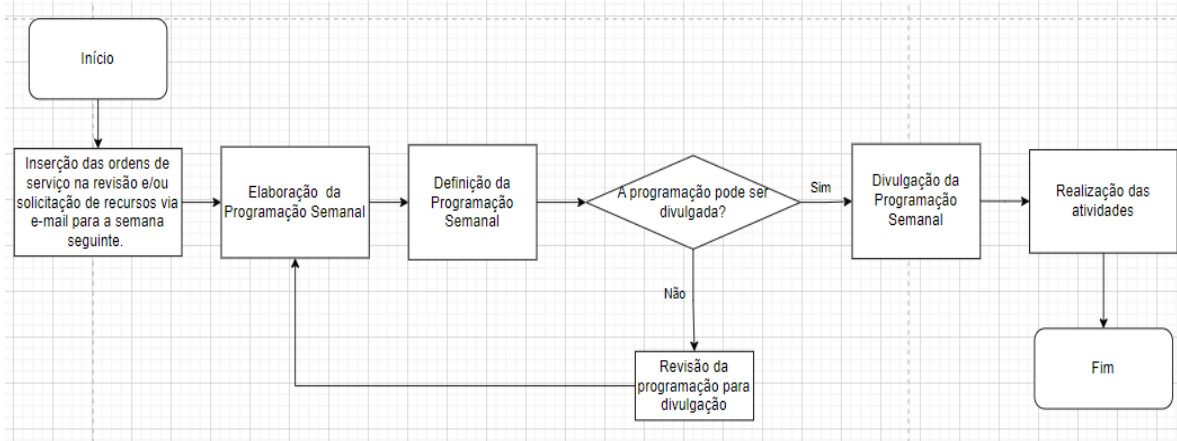 Início
Inserção das ordens de
serviço na revisão e/ou
solicitação de recursos via
e-mail para a semana
seguinte.
Elaboração da
Programação Semanal
Definição da
Programação
Semanal
A programação pode ser
divulgada?
Sim
Não
Revisão da
programação para
divulgação
Divulgação da
Programação
Semanal
Realização das
atividades
Fim